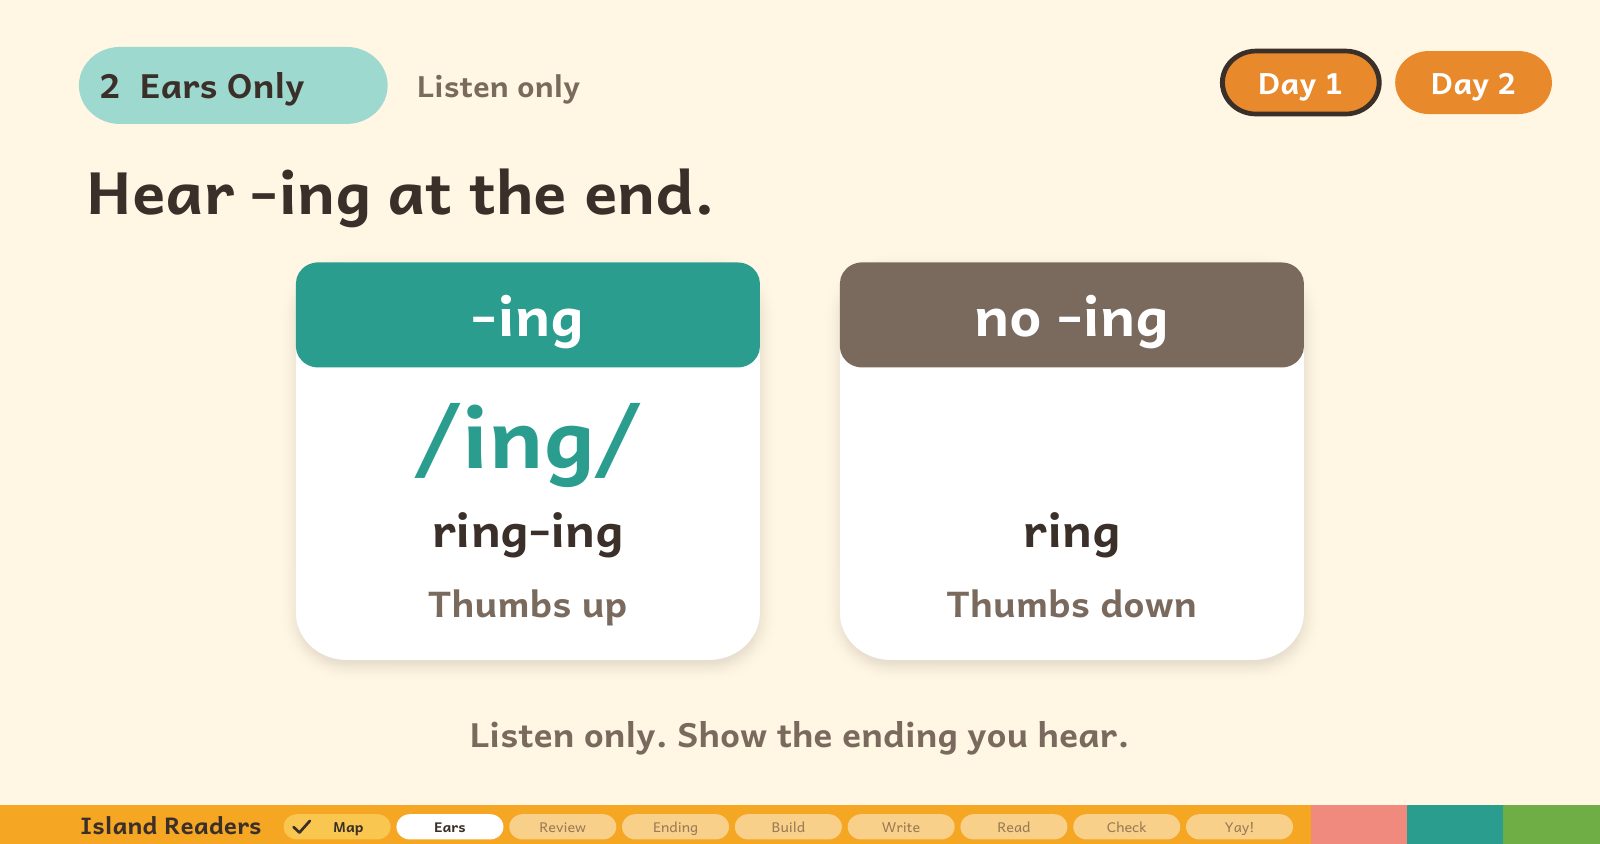 2 Ears Only
Listen only
Day 1
Day 2
Hear -ing at the end.
-ing
/ing/
ring-ing
Thumbs up
no -ing
ring
Thumbs down
Listen only. Show the ending you hear.
Island Readers
Map
Ears
Review
Ending
Build
Write
Read
Check
Yay!